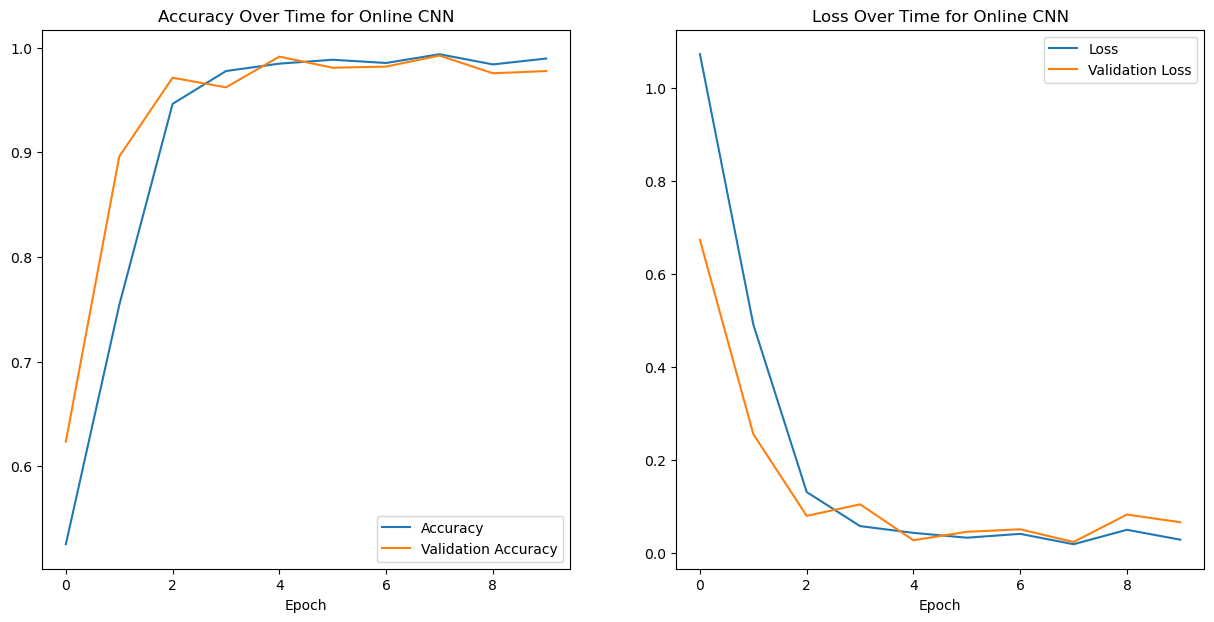 Accuracy Over Time for Online CNN
1.0
0.9
0.8
0.7
0.6
Accuracy
Validation Accuracy
0
2
4
6
8
Epoch
Loss Over Time for Online CNN
Loss
Validation Loss
1.0
0.8
0.6
0.4
0.2
0.0
0
2
4
6
8
Epoch